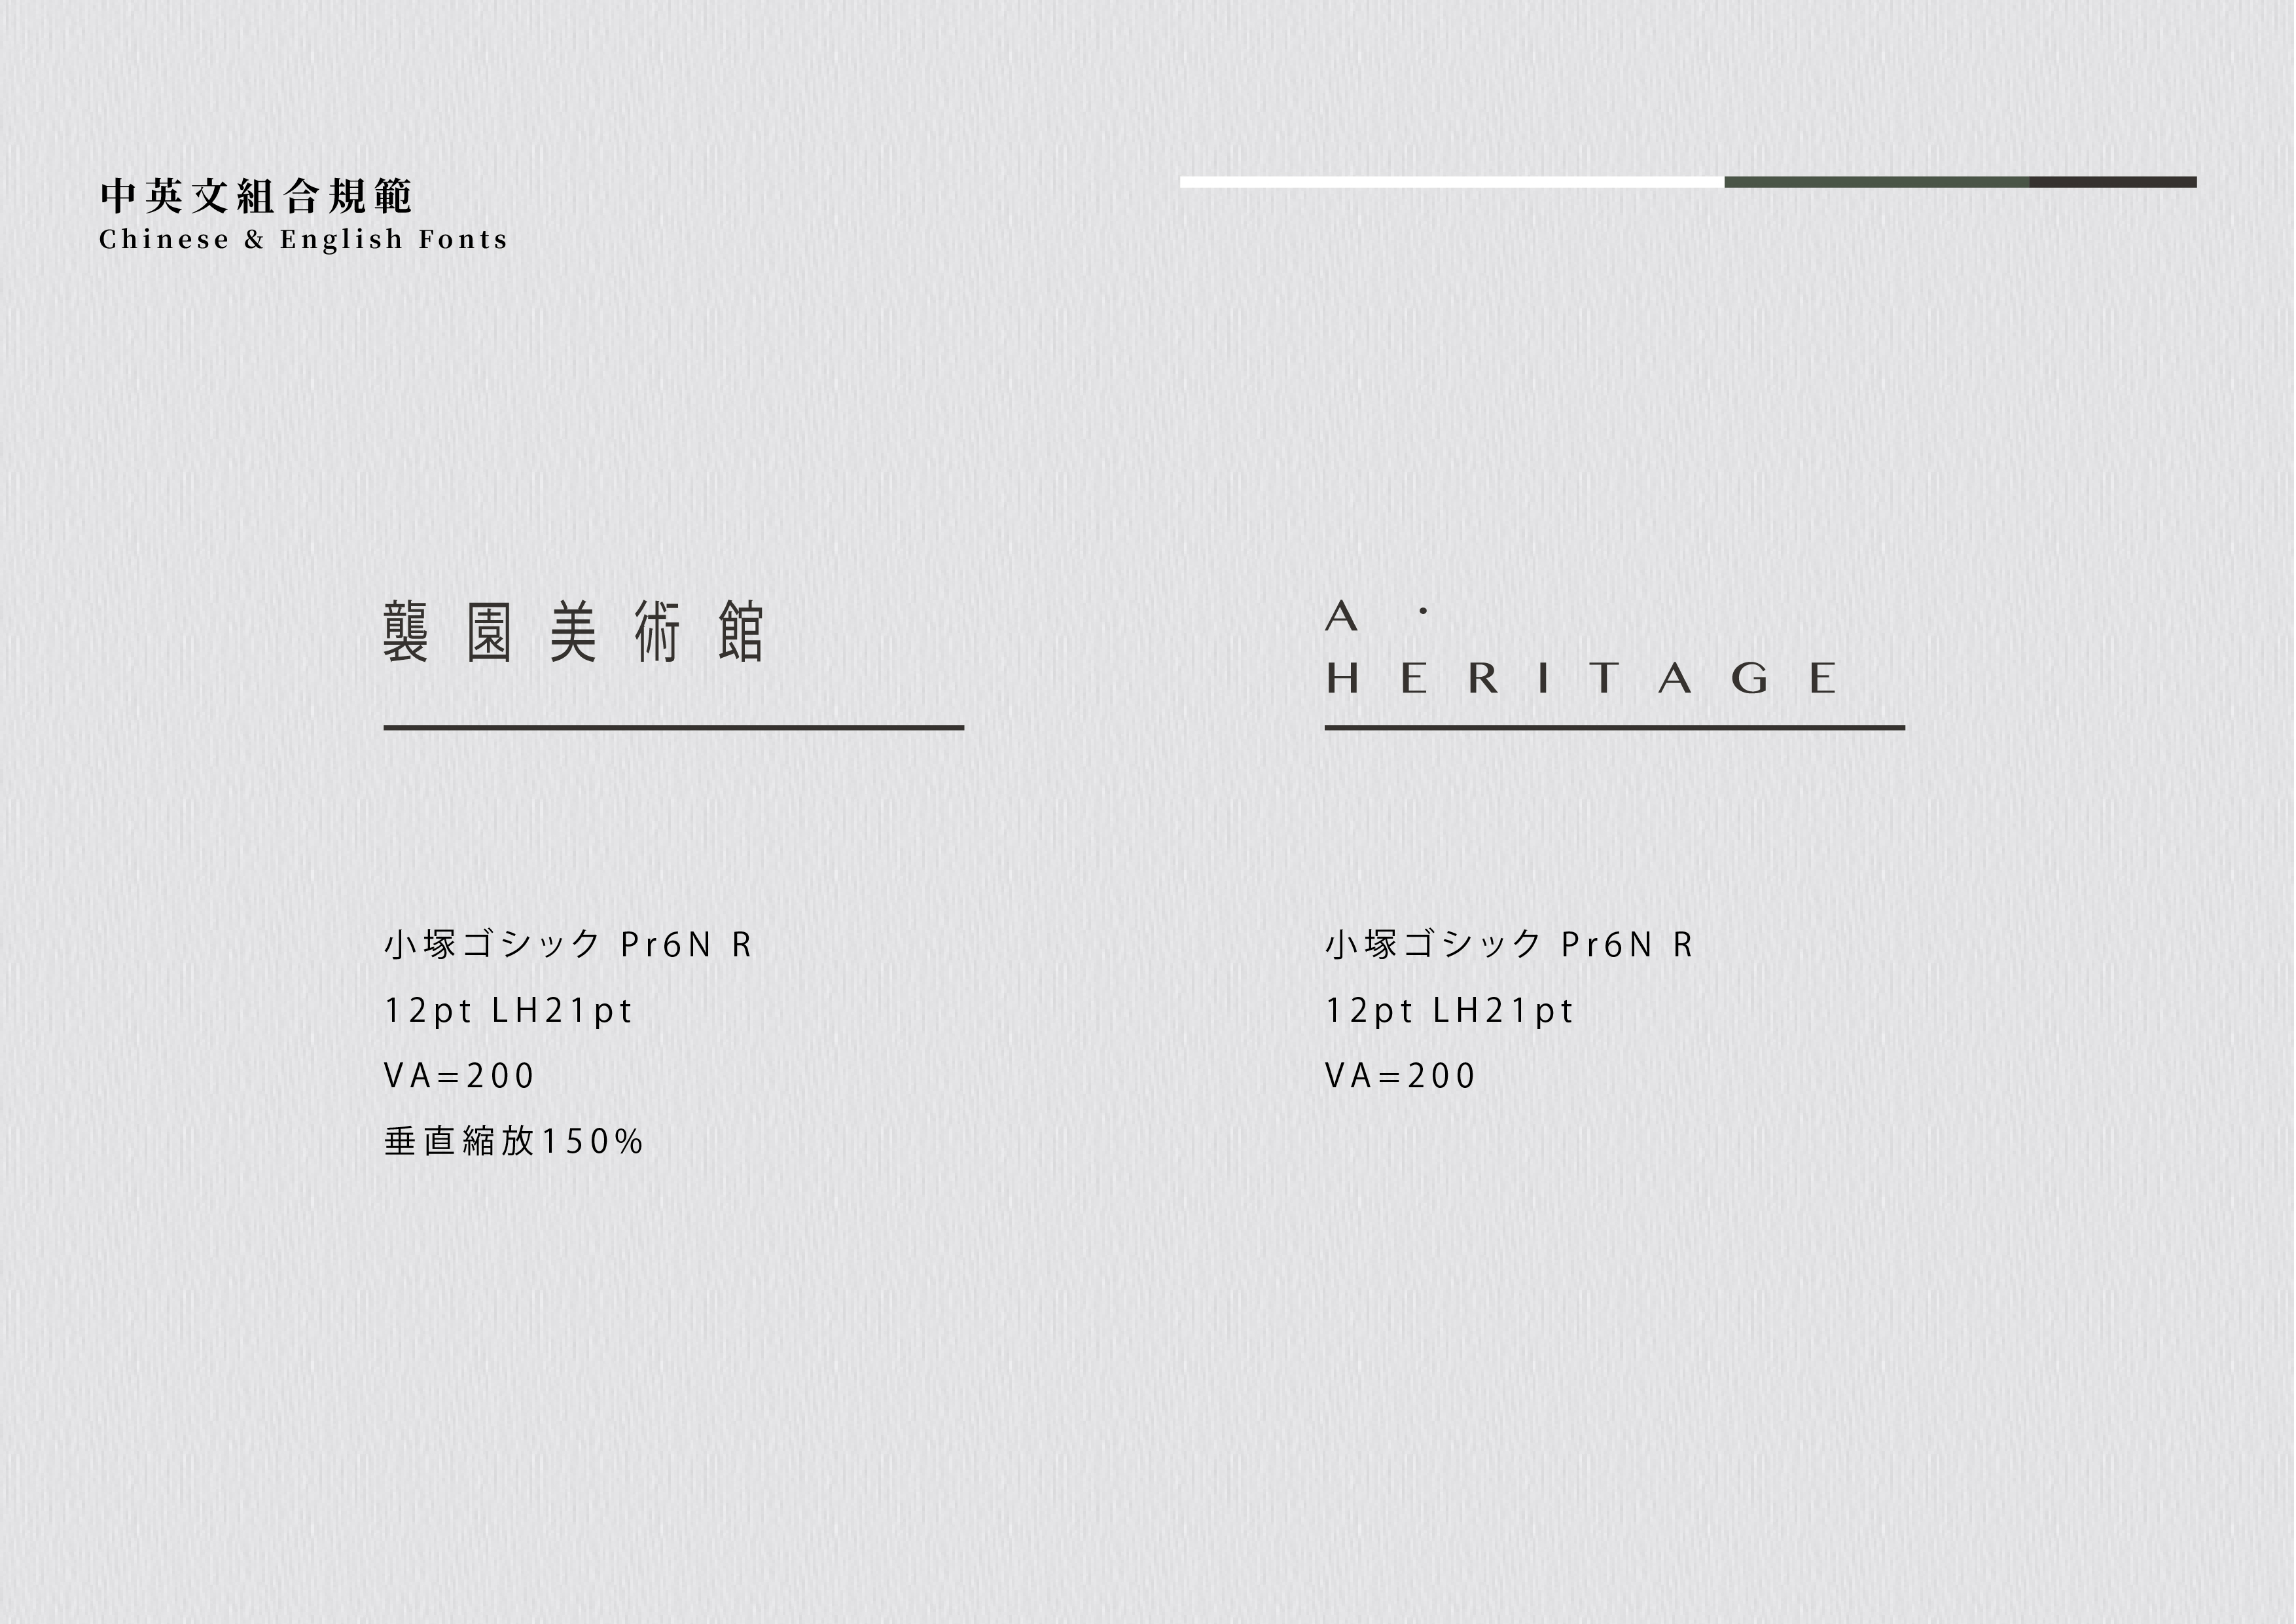 中英文組合規範
Chinese & English Fonts
襲園美術館
A ·
HERITAGE
小塚ゴシック Pr6N R
12pt LH21pt
VA=200
垂直縮放150%
小塚ゴシック Pr6N R
12pt LH21pt
VA=200